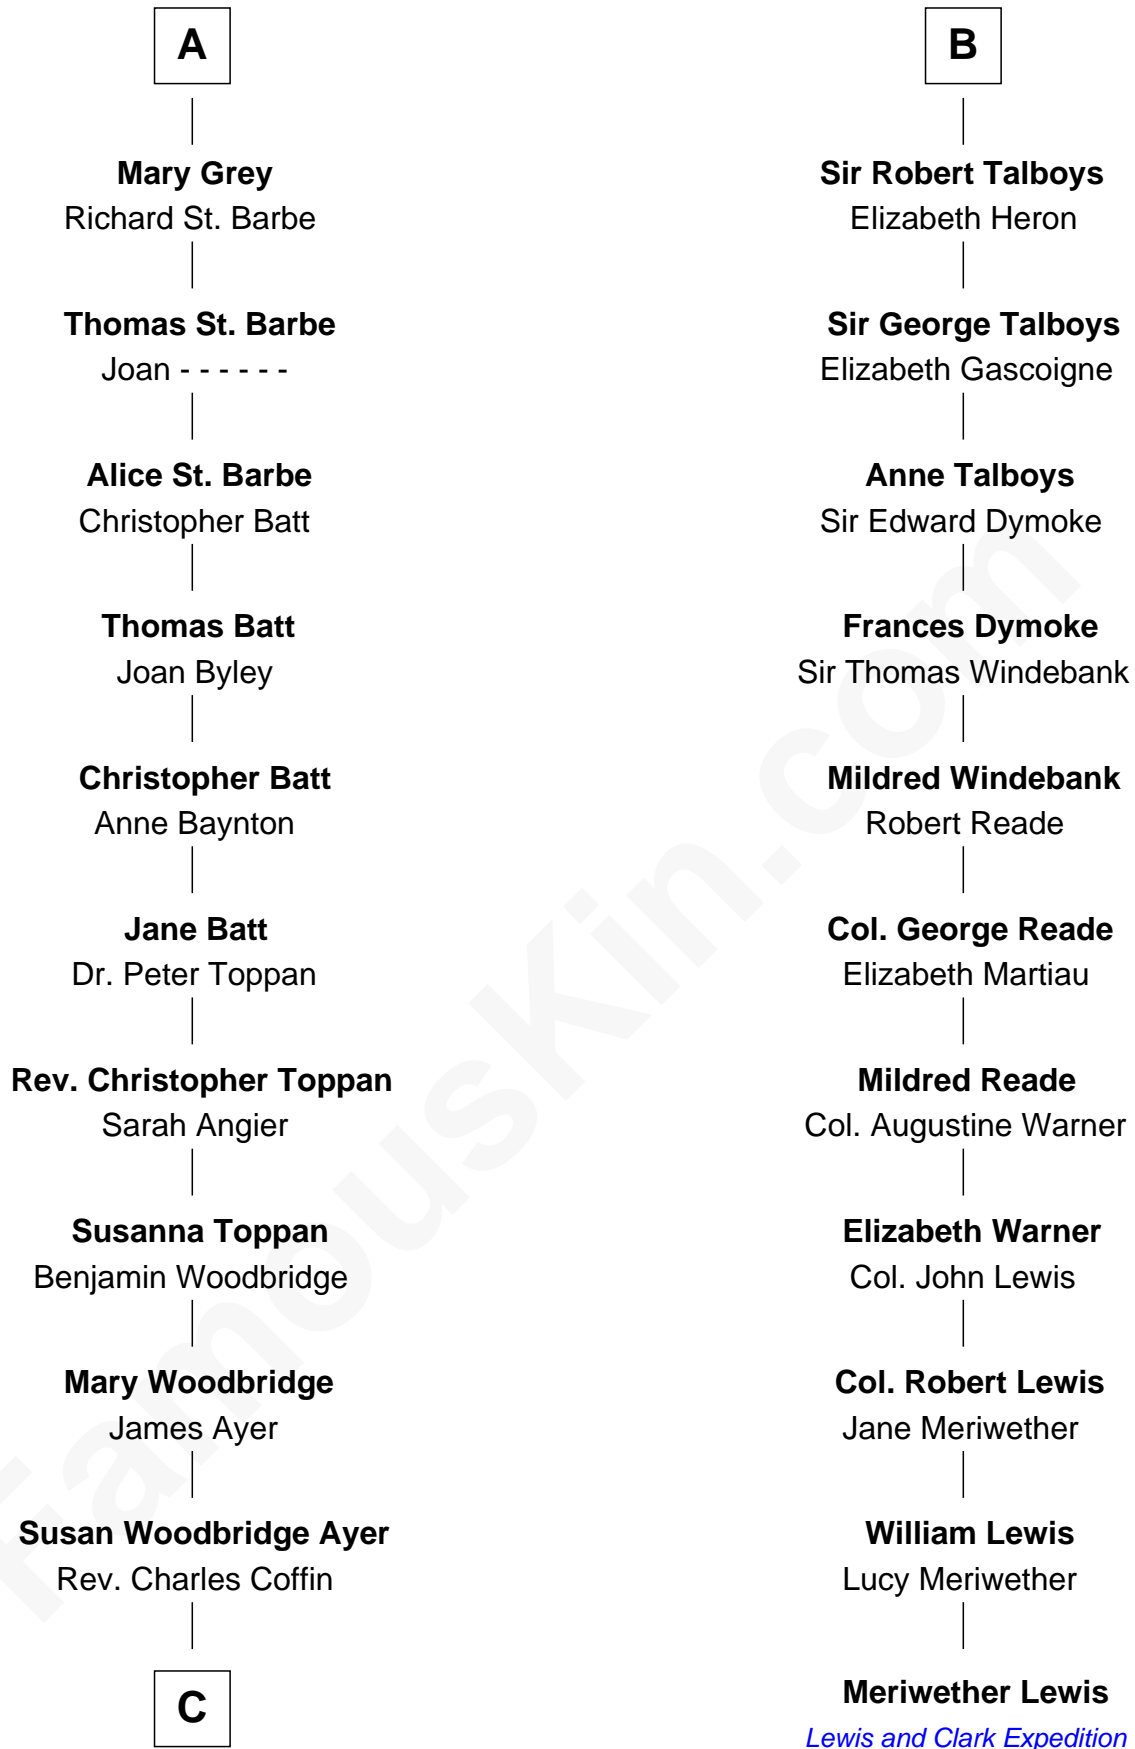 A
Mary Grey
Richard St. Barbe
Thomas St. Barbe
Joan - - - - - -
Alice St. Barbe
Christopher Batt
Thomas Batt
Joan Byley
Christopher Batt
Anne Baynton
Jane Batt
Dr. Peter Toppan
Rev. Christopher Toppan
Sarah Angier
Susanna Toppan
Benjamin Woodbridge
Mary Woodbridge
James Ayer
Susan Woodbridge Ayer
Rev. Charles Coffin
C
B
Sir Robert Talboys
Elizabeth Heron
Sir George Talboys
Elizabeth Gascoigne
Anne Talboys
Sir Edward Dymoke
Frances Dymoke
Sir Thomas Windebank
Mildred Windebank
Robert Reade
Col. George Reade
Elizabeth Martiau
Mildred Reade
Col. Augustine Warner
Elizabeth Warner
Col. John Lewis
Col. Robert Lewis
Jane Meriwether
William Lewis
Lucy Meriwether
Meriwether Lewis
Lewis and Clark Expedition
FamousKin.com